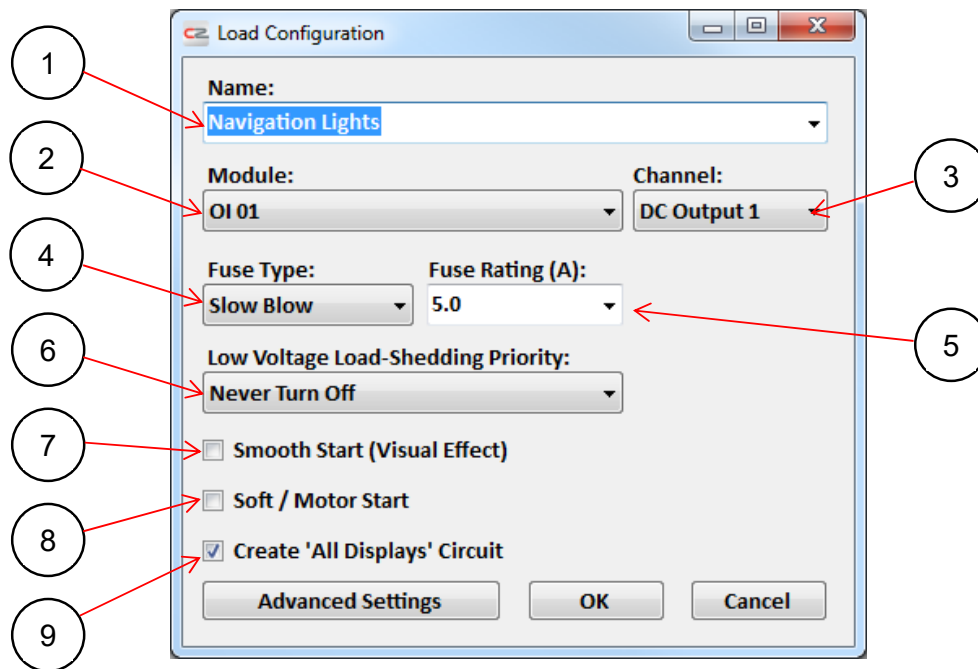 C2 Load Configuration
1
Name:
Navigation Lights
2
Module:
Channel:
3
OI 01
DC Output 1
4
Fuse Type:
Fuse Rating (A):
Slow Blow
5.0
5
6
Low Voltage Load-Shedding Priority:
Never Turn Off
7
Smooth Start (Visual Effect)
8
Soft / Motor Start
9
Create 'All Displays' Circuit
Advanced Settings
OK
Cancel